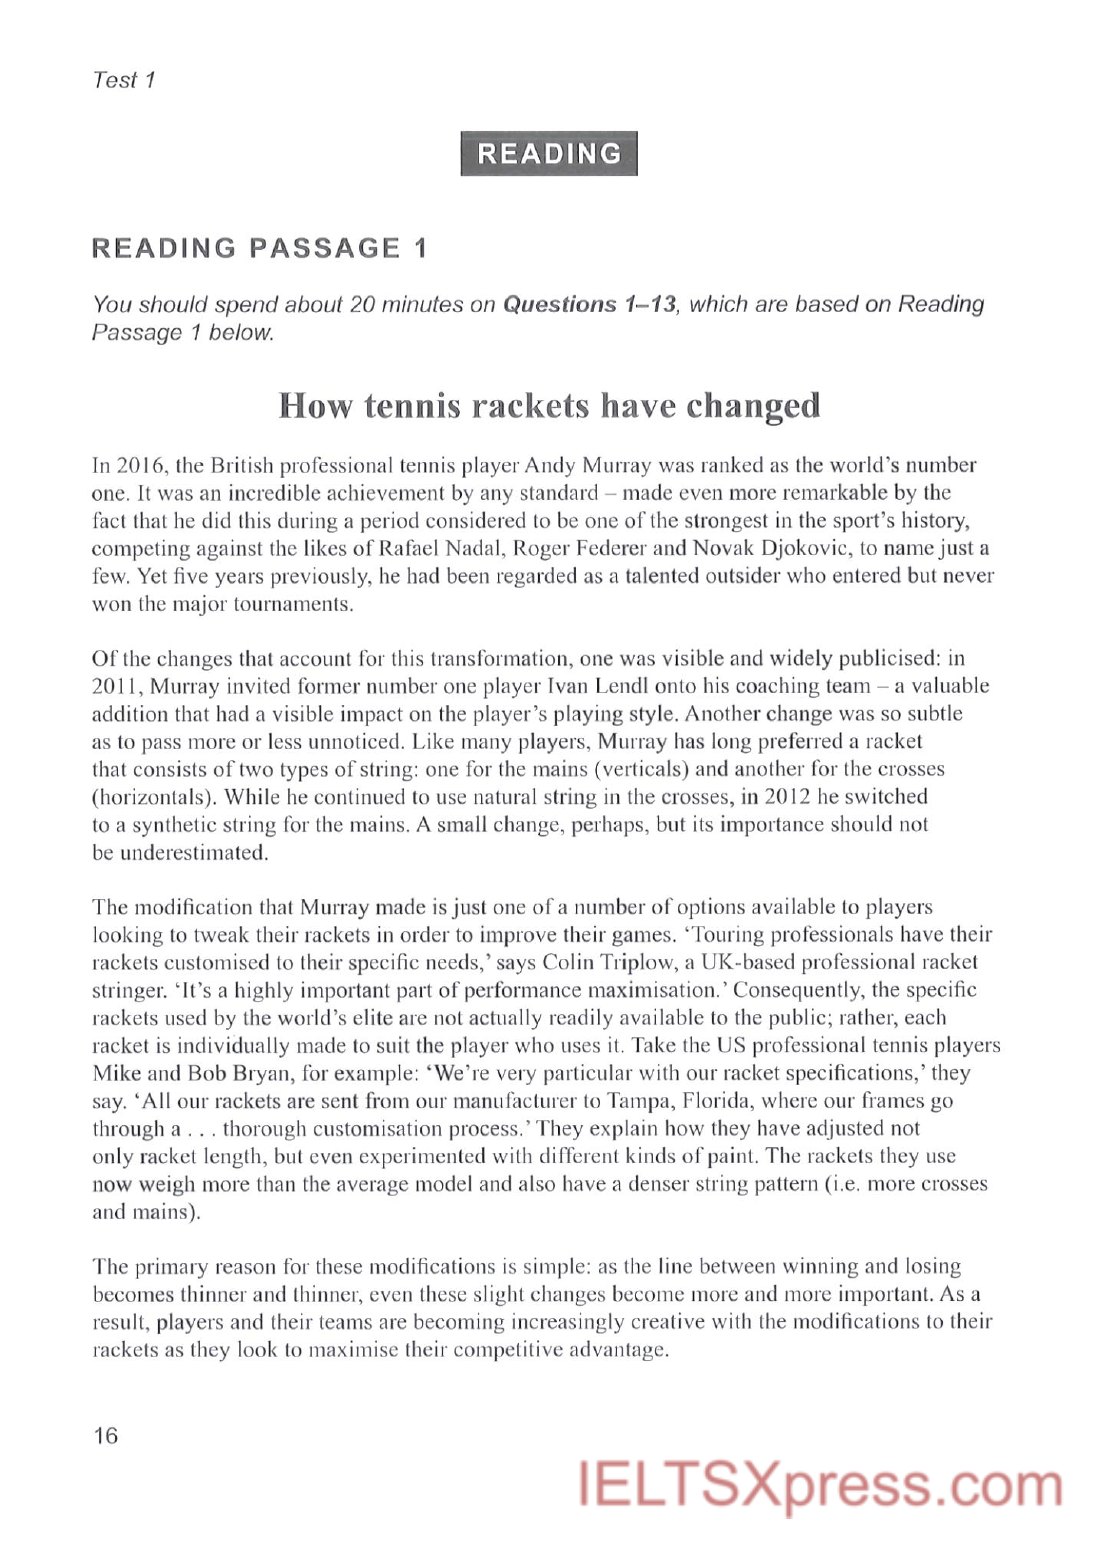 Test 1
READING
READING PASSAGE 1
You should spend about 20 minutes on Questions 1–13, which are based on Reading
Passage 1 below.
How tennis rackets have changed
In 2016, the British professional tennis player Andy Murray was ranked as the world's number
one. It was an incredible achievement by any standard – made even more remarkable by the
fact that he did this during a period considered to be one of the strongest in the sport's history,
competing against the likes of Rafael Nadal, Roger Federer and Novak Djokovic, to name just a
few. Yet five years previously, he had been regarded as a talented outsider who entered but never
won the major tournaments.
Of the changes that account for this transformation, one was visible and widely publicised: in
2011, Murray invited former number one player Ivan Lendl onto his coaching team – a valuable
addition that had a visible impact on the player's playing style. Another change was so subtle
as to pass more or less unnoticed. Like many players, Murray has long preferred a racket
that consists of two types of string: one for the mains (verticals) and another for the crosses
(horizontals). While he continued to use natural string in the crosses, in 2012 he switched
to a synthetic string for the mains. A small change, perhaps, but its importance should not
be underestimated.
The modification that Murray made is just one of a number of options available to players
looking to tweak their rackets in order to improve their games. 'Touring professionals have their
rackets customised to their specific needs,' says Colin Triplow, a UK-based professional racket
stringer. 'It's a highly important part of performance maximisation.' Consequently, the specific
rackets used by the world's elite are not actually readily available to the public; rather, each
racket is individually made to suit the player who uses it. Take the US professional tennis players
Mike and Bob Bryan, for example: 'We're very particular with our racket specifications,' they
say. 'All our rackets are sent from our manufacturer to Tampa, Florida, where our frames go
through a . . . thorough customisation process.' They explain how they have adjusted not
only racket length, but even experimented with different kinds of paint. The rackets they use
now weigh more than the average model and also have a denser string pattern (i.e. more crosses
and mains).
The primary reason for these modifications is simple: as the line between winning and losing
becomes thinner and thinner, even these slight changes become more and more important. As a
result, players and their teams are becoming increasingly creative with the modifications to their
rackets as they look to maximise their competitive advantage.
16
IELTSXpress.com